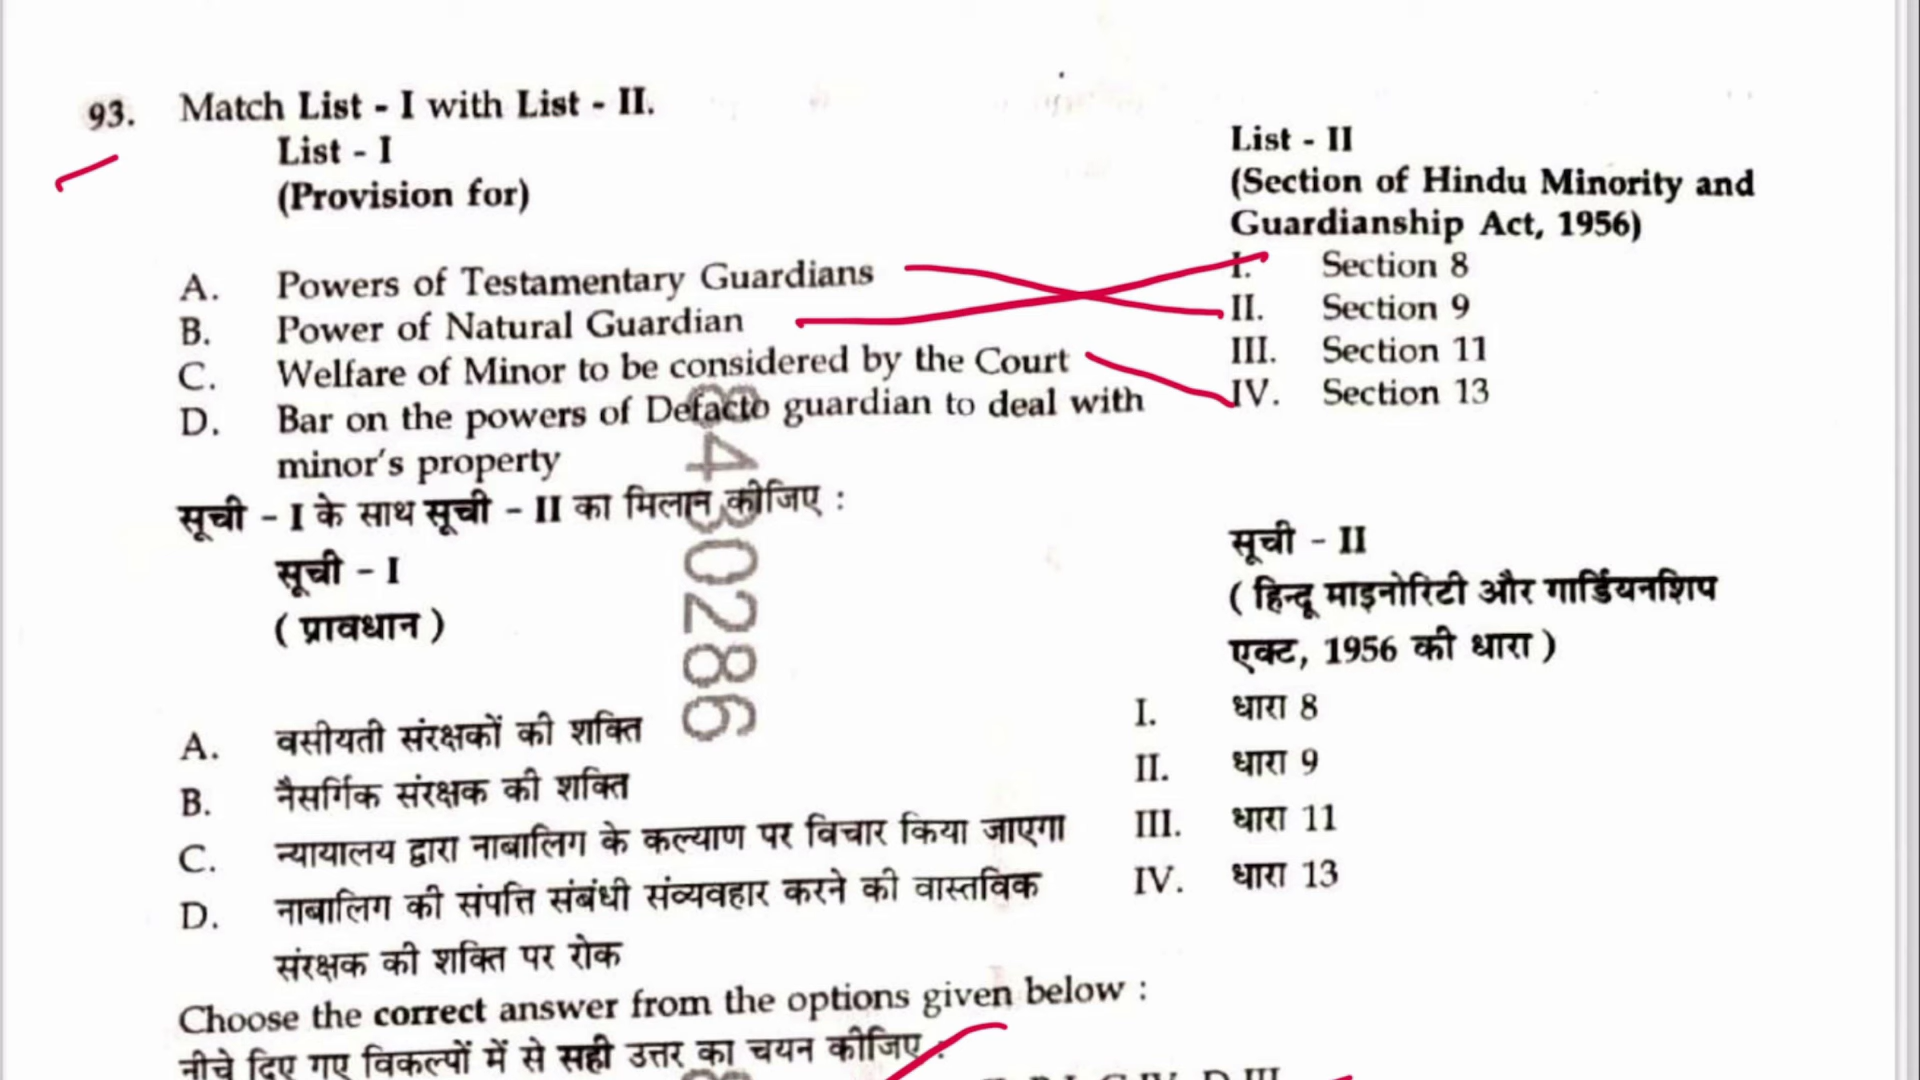 93. Match List - I with List - II.
List - I
(Provision for)
List - II
(Section of Hindu Minority and
Guardianship Act, 1956)
A. Powers of Testamentary Guardians
I. Section 8
B. Power of Natural Guardian
II. Section 9
C. Welfare of Minor to be considered by the Court
III. Section 11
D. Bar on the powers of Defacto guardian to deal with
minor's property
IV. Section 13
सूची - I के साथ सूची - II का मिलान कीजिए :
सूची - I
( प्रावधान )
सूची - II
( हिन्दू माइनोरिटी और गार्डियनशिप
एक्ट, 1956 की धारा )
A. वसीयती संरक्षकों की शक्ति
I. धारा 8
B. नैसर्गिक संरक्षक की शक्ति
II. धारा 9
C. न्यायालय द्वारा नाबालिग के कल्याण पर विचार किया जाएगा
III. धारा 11
D. नाबालिग की संपत्ति संबंधी संव्यवहार करने की वास्तविक
संरक्षक की शक्ति पर रोक
IV. धारा 13
Choose the correct answer from the options given below :
नीचे दिए गए विकल्पों में से सही उत्तर का चयन कीजिए :
8430286